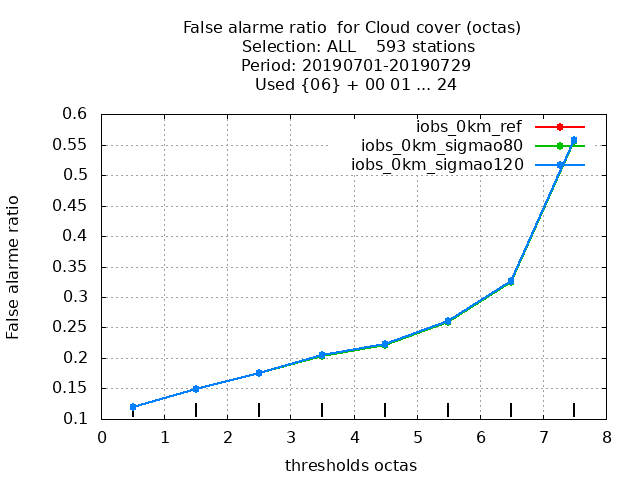 False alarme ratio  for Cloud cover (octas)
Selection: ALL    593 stations
Period: 20190701-20190729
Used {06} + 00 01 ... 24
iobs_0km_ref
iobs_0km_sigmao80
iobs_0km_sigmao120
0.6
0.55
0.5
0.45
0.4
0.35
0.3
0.25
0.2
0.15
0.1
False alarme ratio
0 1 2 3 4 5 6 7 8
thresholds octas